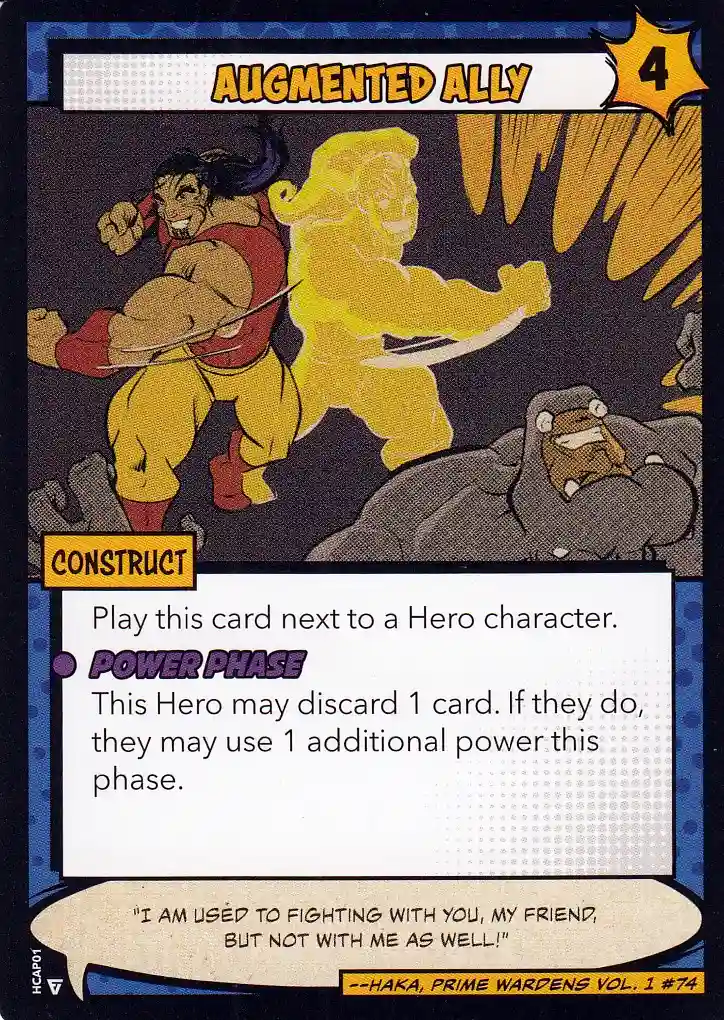 AUGMENTED ALLY
4
CONSTRUCT
Play this card next to a Hero character.
POWER PHASE
This Hero may discard 1 card. If they do,
they may use 1 additional power this
phase.
"I AM USED TO FIGHTING WITH YOU, MY FRIEND,
BUT NOT WITH ME AS WELL!"
--HAKA, PRIME WARDENS VOL. 1 #74
HCAP01